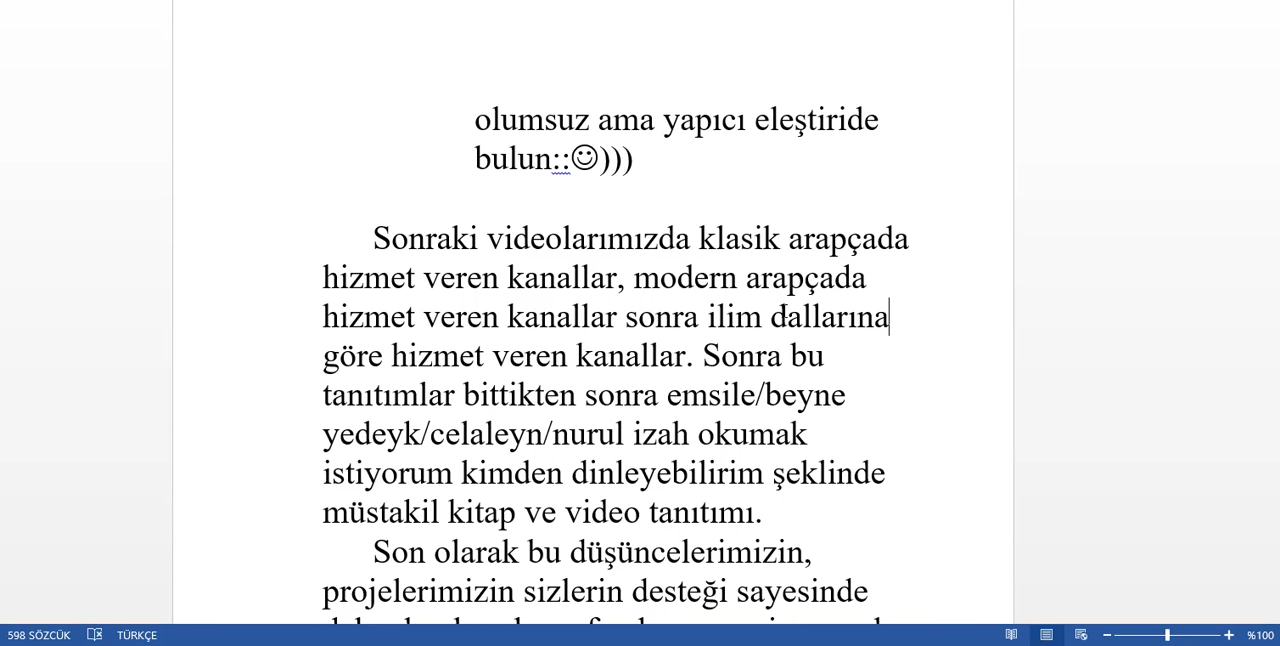 olumsuz ama yapıcı eleştiride
bulun::☺)))
Sonraki videolarımızda klasik arapçada
hizmet veren kanallar, modern arapçada
hizmet veren kanallar sonra ilim dallarına
göre hizmet veren kanallar. Sonra bu
tanıtımlar bittikten sonra emsile/beyne
yedeyk/celaleyn/nurul izah okumak
istiyorum kimden dinleyebilirim şeklinde
müstakil kitap ve video tanıtımı.
Son olarak bu düşüncelerimizin,
projelerimizin sizlerin desteği sayesinde
598 SÖZCÜK TÜRKÇE %100